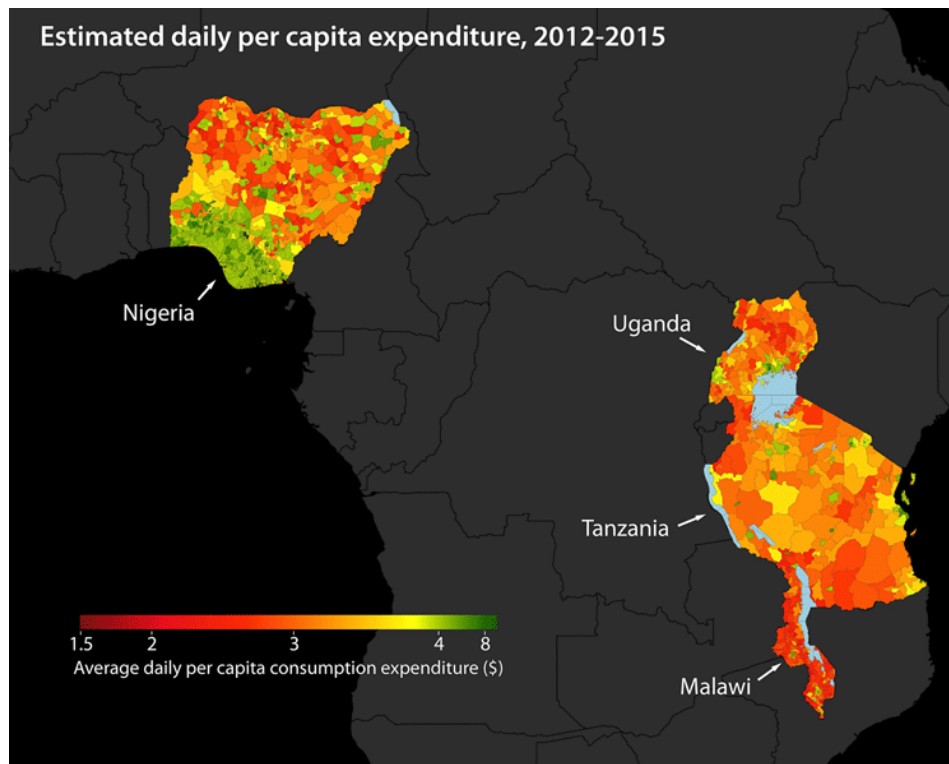 Estimated daily per capita expenditure, 2012-2015
Nigeria
Uganda
Tanzania
1.5 2 3 4 8
Average daily per capita consumption expenditure ($)
Malawi